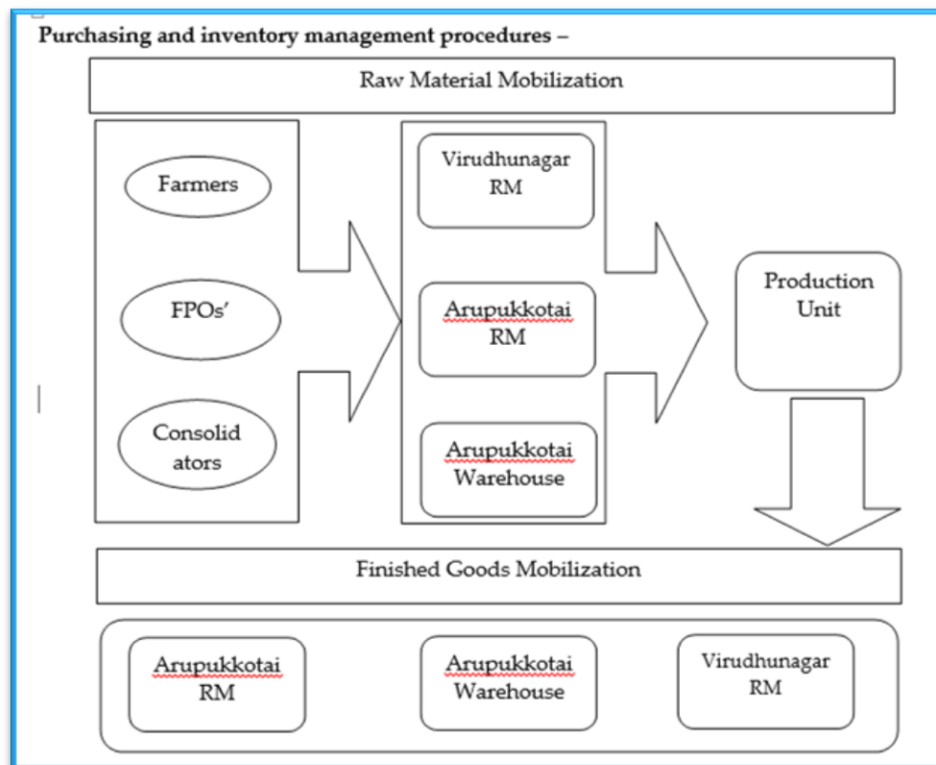 Purchasing and inventory management procedures –
Raw Material Mobilization
Farmers
FPOs’
Consolid
ators
Virudhunagar
RM
Arupukkotai
RM
Arupukkotai
Warehouse
Production
Unit
Finished Goods Mobilization
Arupukkotai
RM
Arupukkotai
Warehouse
Virudhunagar
RM